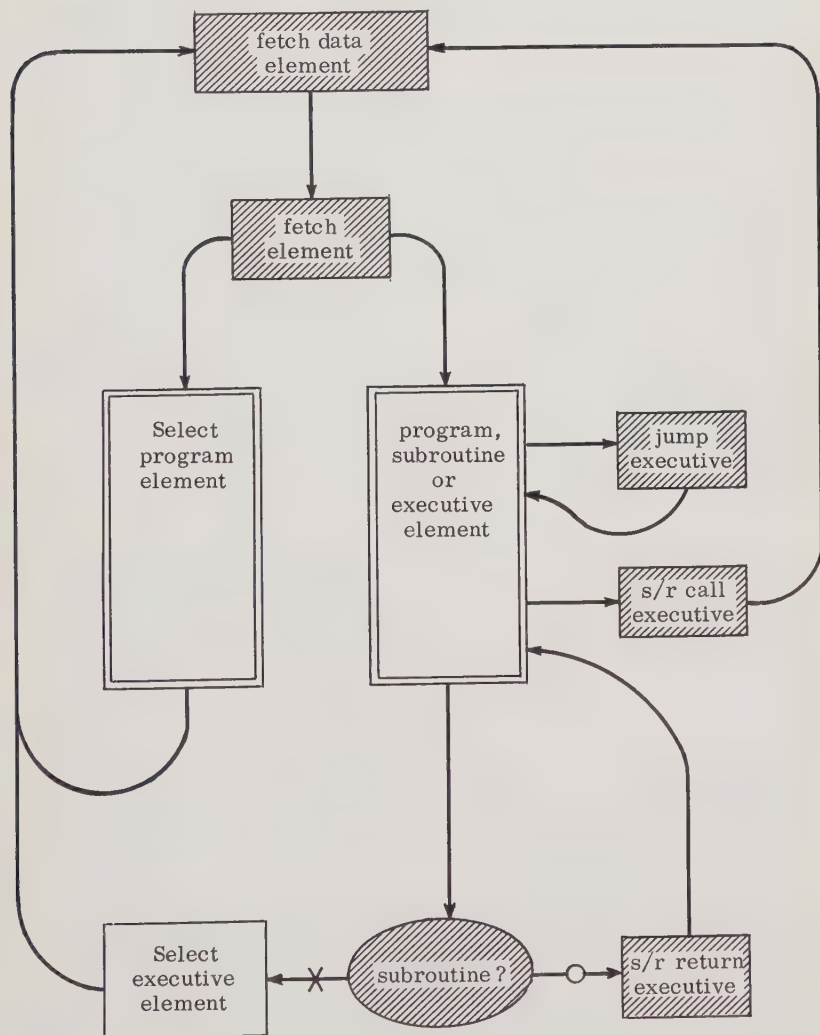 fetch data
element
fetch
element
Select
program
element
program,
subroutine
or
executive
element
jump
executive
s/r call
executive
Select
executive
element
subroutine?
s/r return
executive